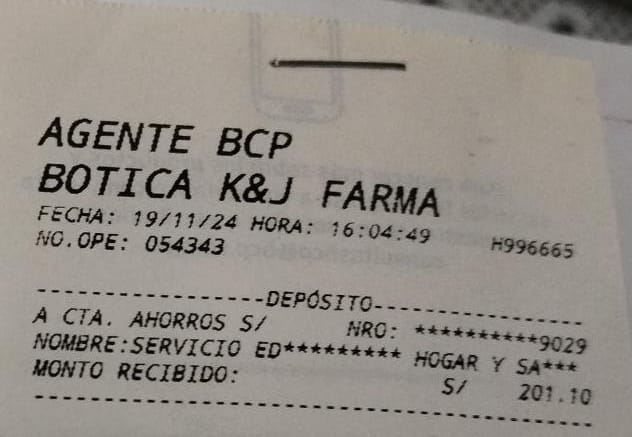 AGENTE BCP
BOTICA K&J FARMA
FECHA: 19/11/24 HORA: 16:04:49 H996665
NO.OPE: 054343
------------------DEPÓSITO-----------------
A CTA. AHORROS S/ NRO: **********9029
NOMBRE:SERVICIO ED********* HOGAR Y SA***
MONTO RECIBIDO: S/ 201.10
-------------------------------------------